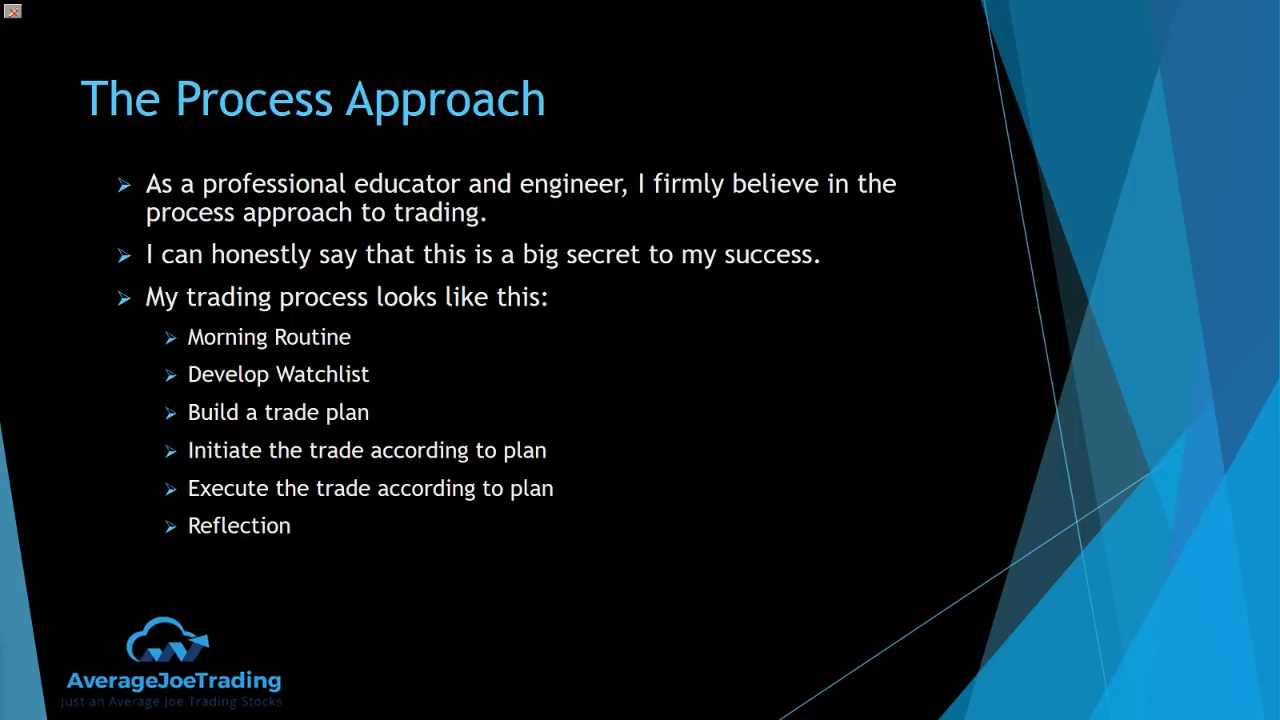 The Process Approach
As a professional educator and engineer, I firmly believe in the
process approach to trading.
I can honestly say that this is a big secret to my success.
My trading process looks like this:
Morning Routine
Develop Watchlist
Build a trade plan
Initiate the trade according to plan
Execute the trade according to plan
Reflection
AverageJoeTrading
Just an Average Joe Trading Stocks